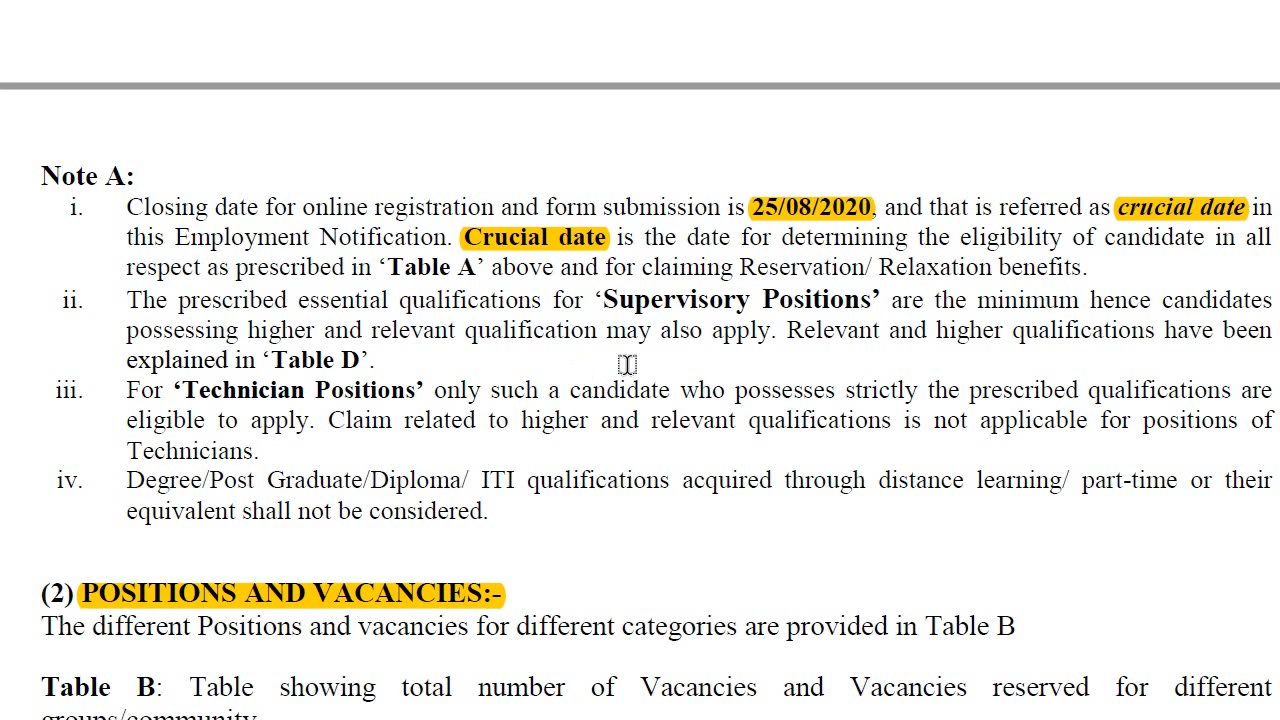 Note A:
i. Closing date for online registration and form submission is 25/08/2020, and that is referred as crucial date in
this Employment Notification. Crucial date is the date for determining the eligibility of candidate in all
respect as prescribed in ‘Table A’ above and for claiming Reservation/ Relaxation benefits.
ii. The prescribed essential qualifications for ‘Supervisory Positions’ are the minimum hence candidates
possessing higher and relevant qualification may also apply. Relevant and higher qualifications have been
explained in ‘Table D’.
iii. For ‘Technician Positions’ only such a candidate who possesses strictly the prescribed qualifications are
eligible to apply. Claim related to higher and relevant qualifications is not applicable for positions of
Technicians.
iv. Degree/Post Graduate/Diploma/ ITI qualifications acquired through distance learning/ part-time or their
equivalent shall not be considered.
(2) POSITIONS AND VACANCIES:-
The different Positions and vacancies for different categories are provided in Table B
Table B: Table showing total number of Vacancies and Vacancies reserved for different
groups/community